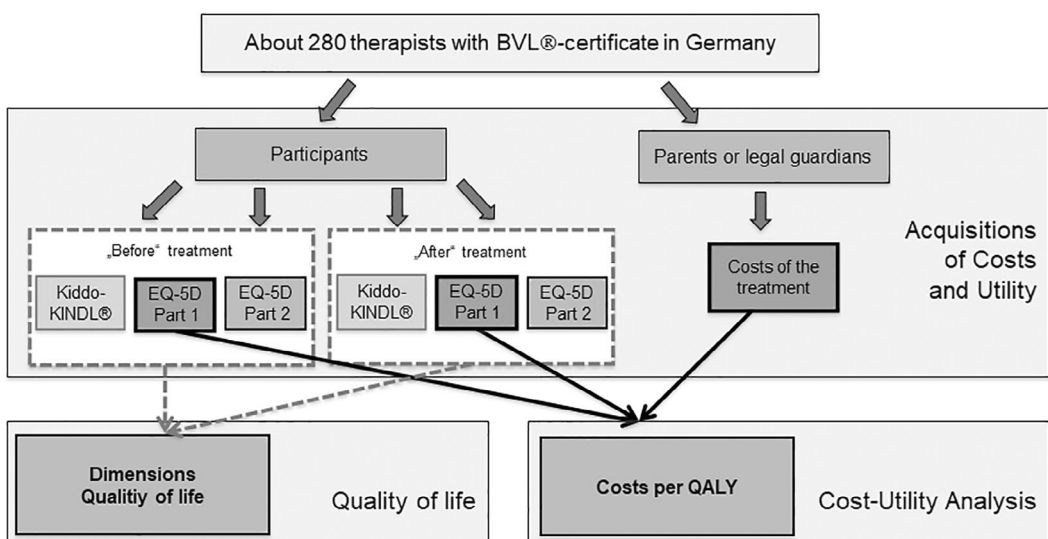 About 280 therapists with BVL®-certificate in Germany
Participants
Parents or legal guardians
„Before“ treatment
„After“ treatment
Kiddo-
KINDL®
EQ-5D
Part 1
EQ-5D
Part 2
Kiddo-
KINDL®
EQ-5D
Part 1
EQ-5D
Part 2
Costs of the
treatment
Acquisitions
of Costs
and Utility
Dimensions
Qualitiy of life
Quality of life
Costs per QALY
Cost-Utility Analysis